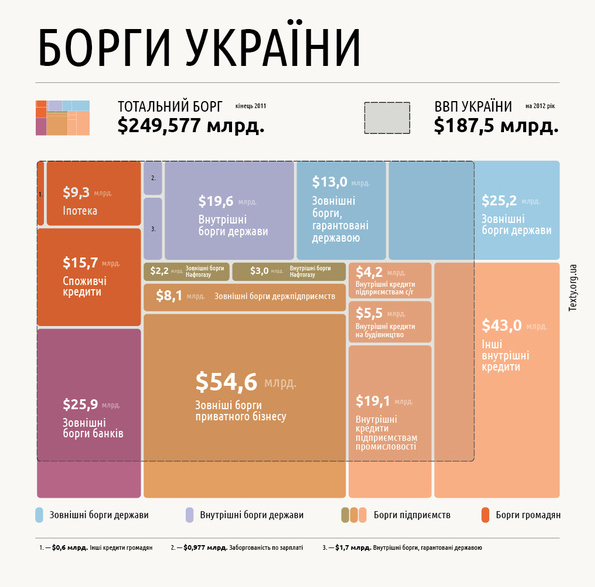 БОРГИ УКРАЇНИ
ТОТАЛЬНИЙ БОРГ кінець 2011
$249,577 млрд.
ВВП УКРАЇНИ на 2012 рік
$187,5 млрд.
1.
$9,3 млрд.
Іпотека
2.
3.
$19,6 млрд.
Внутрішні
борги держави
$13,0 млрд.
Зовнішні
борги,
гарантовані
державою
$25,2 млрд.
Зовнішні
борги держави
$15,7 млрд.
Споживчі
кредити
$2,2 млрд. Зовнішні борги
Нафтогазу
$3,0 млрд. Внутрішні борги
Нафтогазу
$8,1 млрд. Зовнішні борги держпідприємств
$4,2 млрд.
Внутрішні кредити
підприємствам с/г
$5,5 млрд.
Внутрішні кредити
на будівництво
$43,0 млрд.
Інші
внутрішні
кредити
$54,6 млрд.
Зовніші борги
приватного бізнесу
$25,9 млрд.
Зовнішні
борги банків
$19,1 млрд.
Внутрішні
кредити
підприємствам
промисловості
Texty.org.ua
Зовнішні борги держави
Внутрішні борги держави
Борги підприємств
Борги громадян
1. — $0,6 млрд. Інші кредити громадян
2. — $0,977 млрд. Заборгованість по зарплаті
3. — $1,7 млрд. Внутрішні борги, гарантовані державою